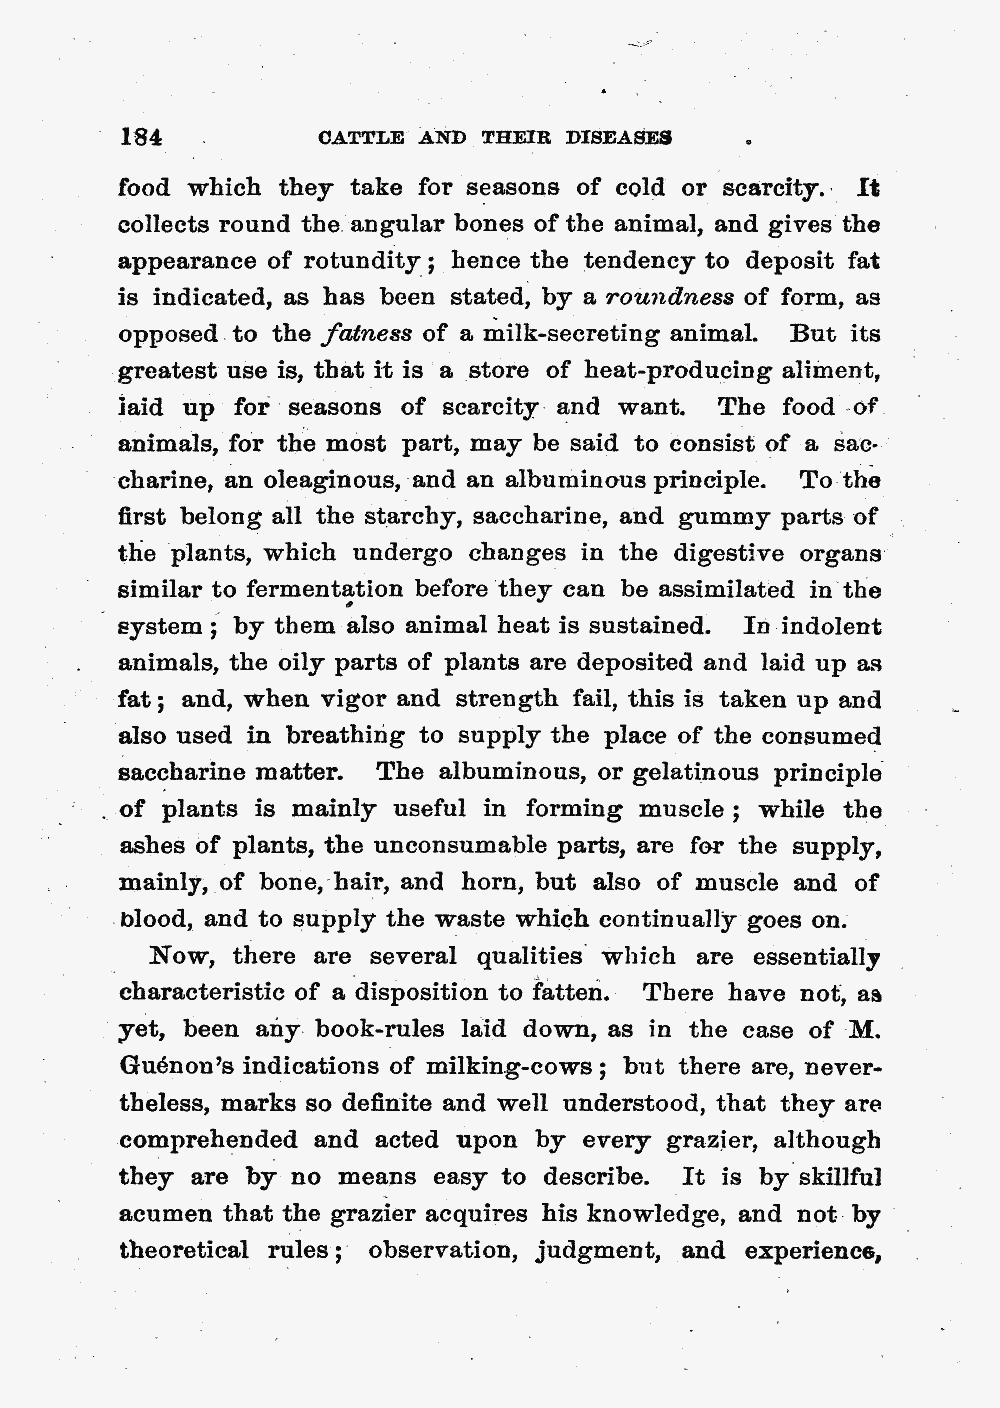 184 CATTLE AND THEIR DISEASES
food which they take for seasons of cold or scarcity. It
collects round the angular bones of the animal, and gives the
appearance of rotundity; hence the tendency to deposit fat
is indicated, as has been stated, by a roundness of form, as
opposed to the fatness of a milk-secreting animal. But its
greatest use is, that it is a store of heat-producing aliment,
laid up for seasons of scarcity and want. The food of
animals, for the most part, may be said to consist of a sac-
charine, an oleaginous, and an albuminous principle. To the
first belong all the starchy, saccharine, and gummy parts of
the plants, which undergo changes in the digestive organs
similar to fermentation before they can be assimilated in the
system; by them also animal heat is sustained. In indolent
animals, the oily parts of plants are deposited and laid up as
fat; and, when vigor and strength fail, this is taken up and
also used in breathing to supply the place of the consumed
saccharine matter. The albuminous, or gelatinous principle
of plants is mainly useful in forming muscle; while the
ashes of plants, the unconsumable parts, are for the supply,
mainly, of bone, hair, and horn, but also of muscle and of
blood, and to supply the waste which continually goes on.
Now, there are several qualities which are essentially
characteristic of a disposition to fatten. There have not, as
yet, been any book-rules laid down, as in the case of M.
Guénon's indications of milking-cows; but there are, never-
theless, marks so definite and well understood, that they are
comprehended and acted upon by every grazier, although
they are by no means easy to describe. It is by skillful
acumen that the grazier acquires his knowledge, and not by
theoretical rules; observation, judgment, and experience,